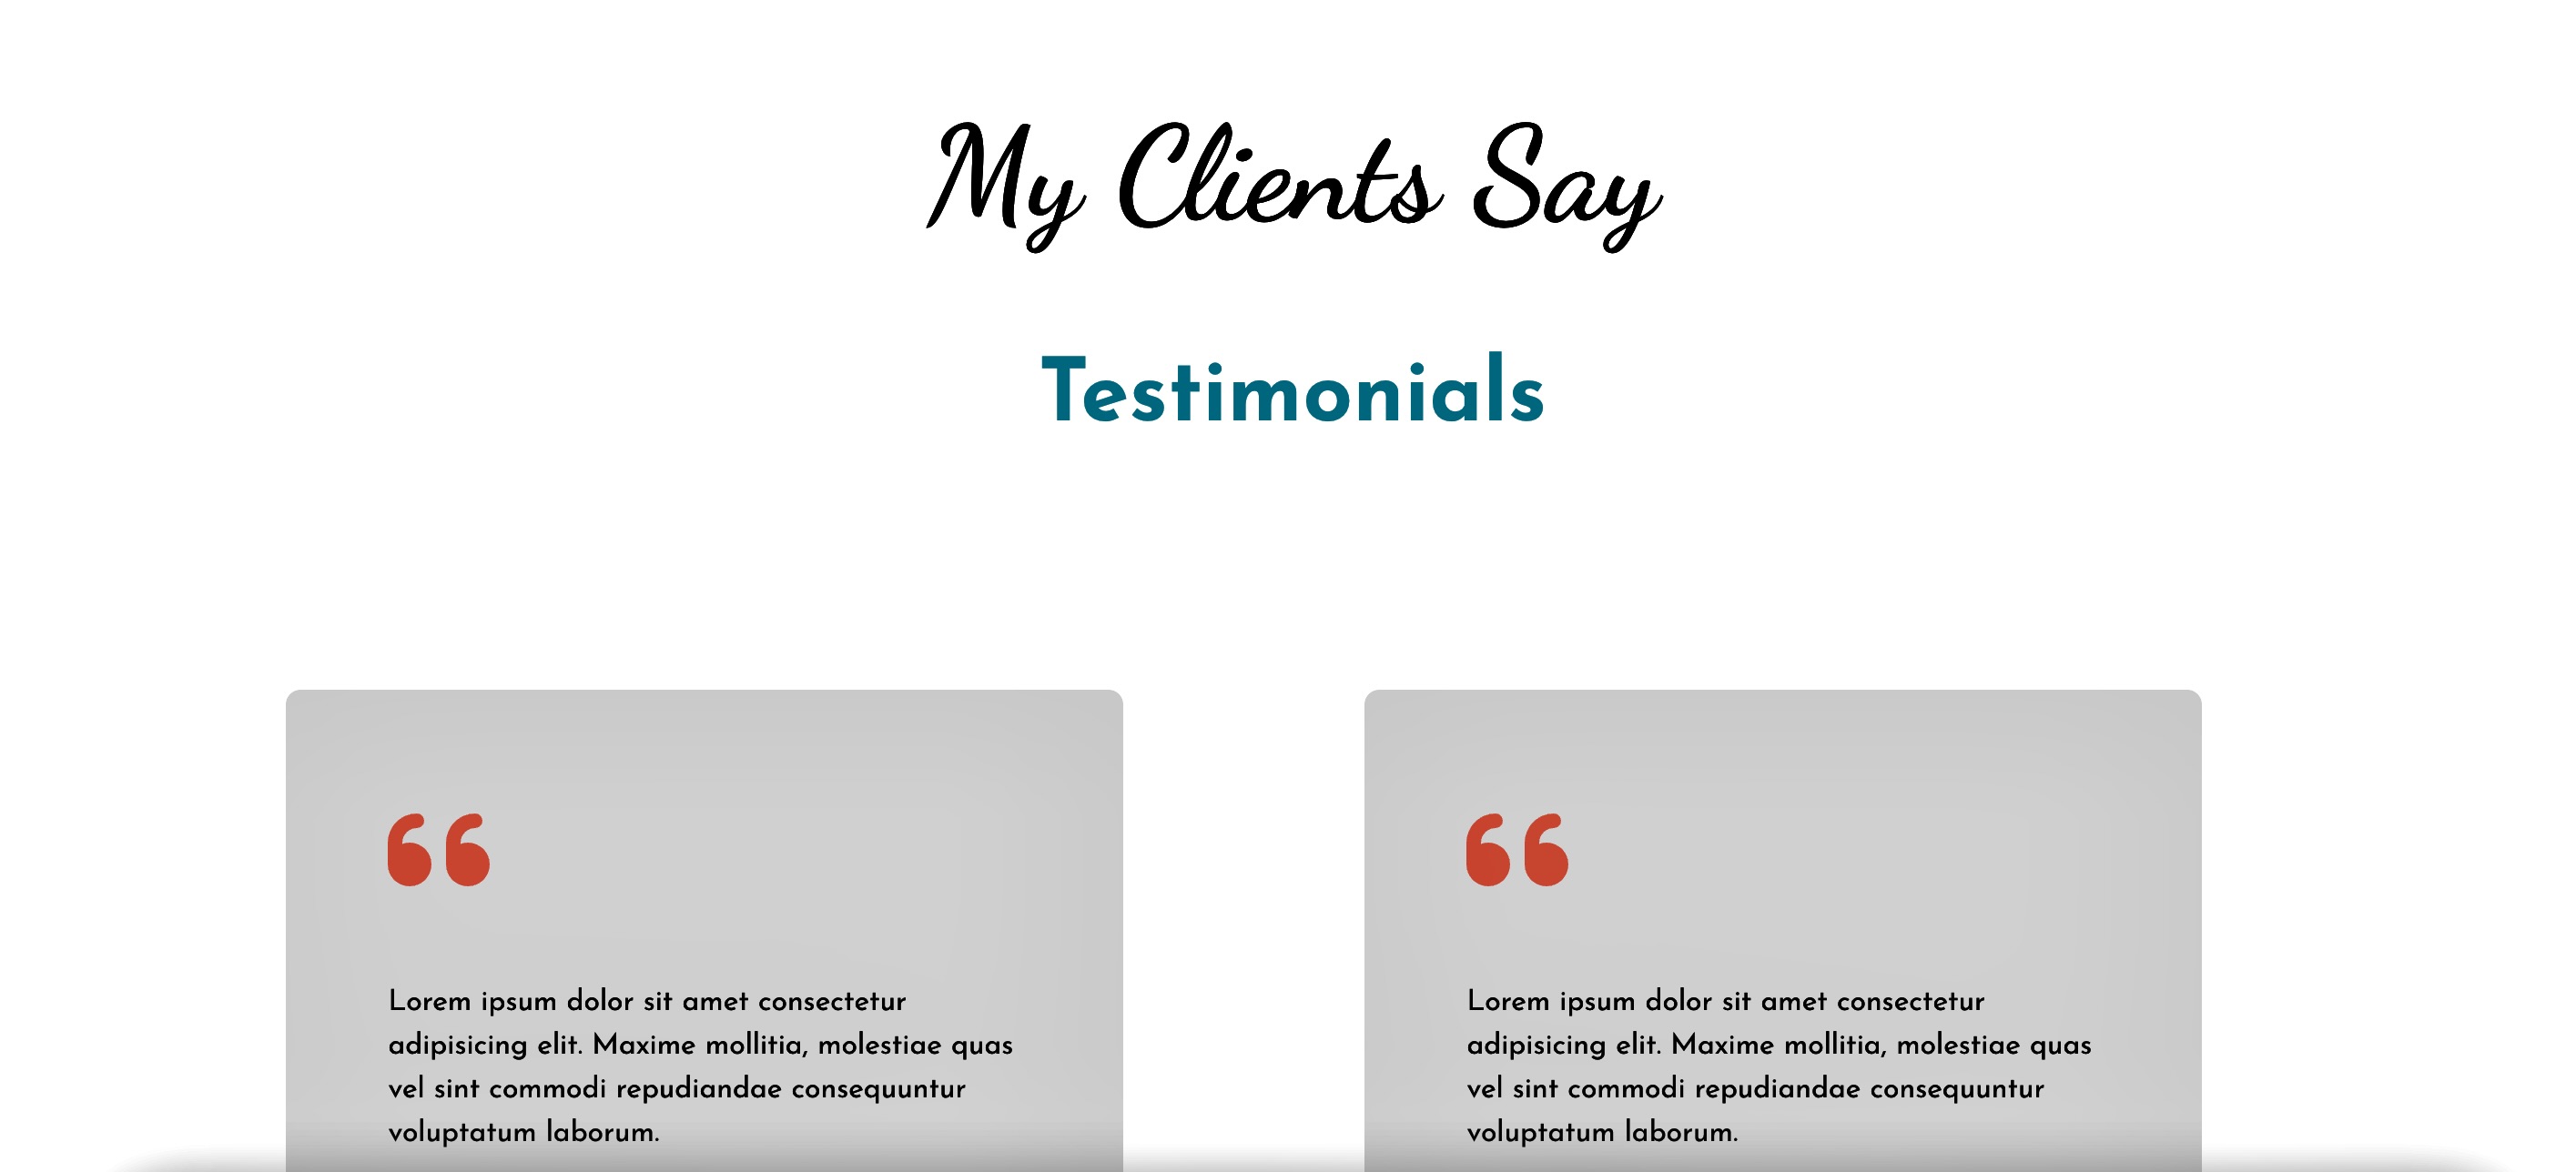 My Clients Say
Testimonials
“
Lorem ipsum dolor sit amet consectetur
adipisicing elit. Maxime mollitia, molestiae quas
vel sint commodi repudiandae consequuntur
voluptatum laborum.
“
Lorem ipsum dolor sit amet consectetur
adipisicing elit. Maxime mollitia, molestiae quas
vel sint commodi repudiandae consequuntur
voluptatum laborum.